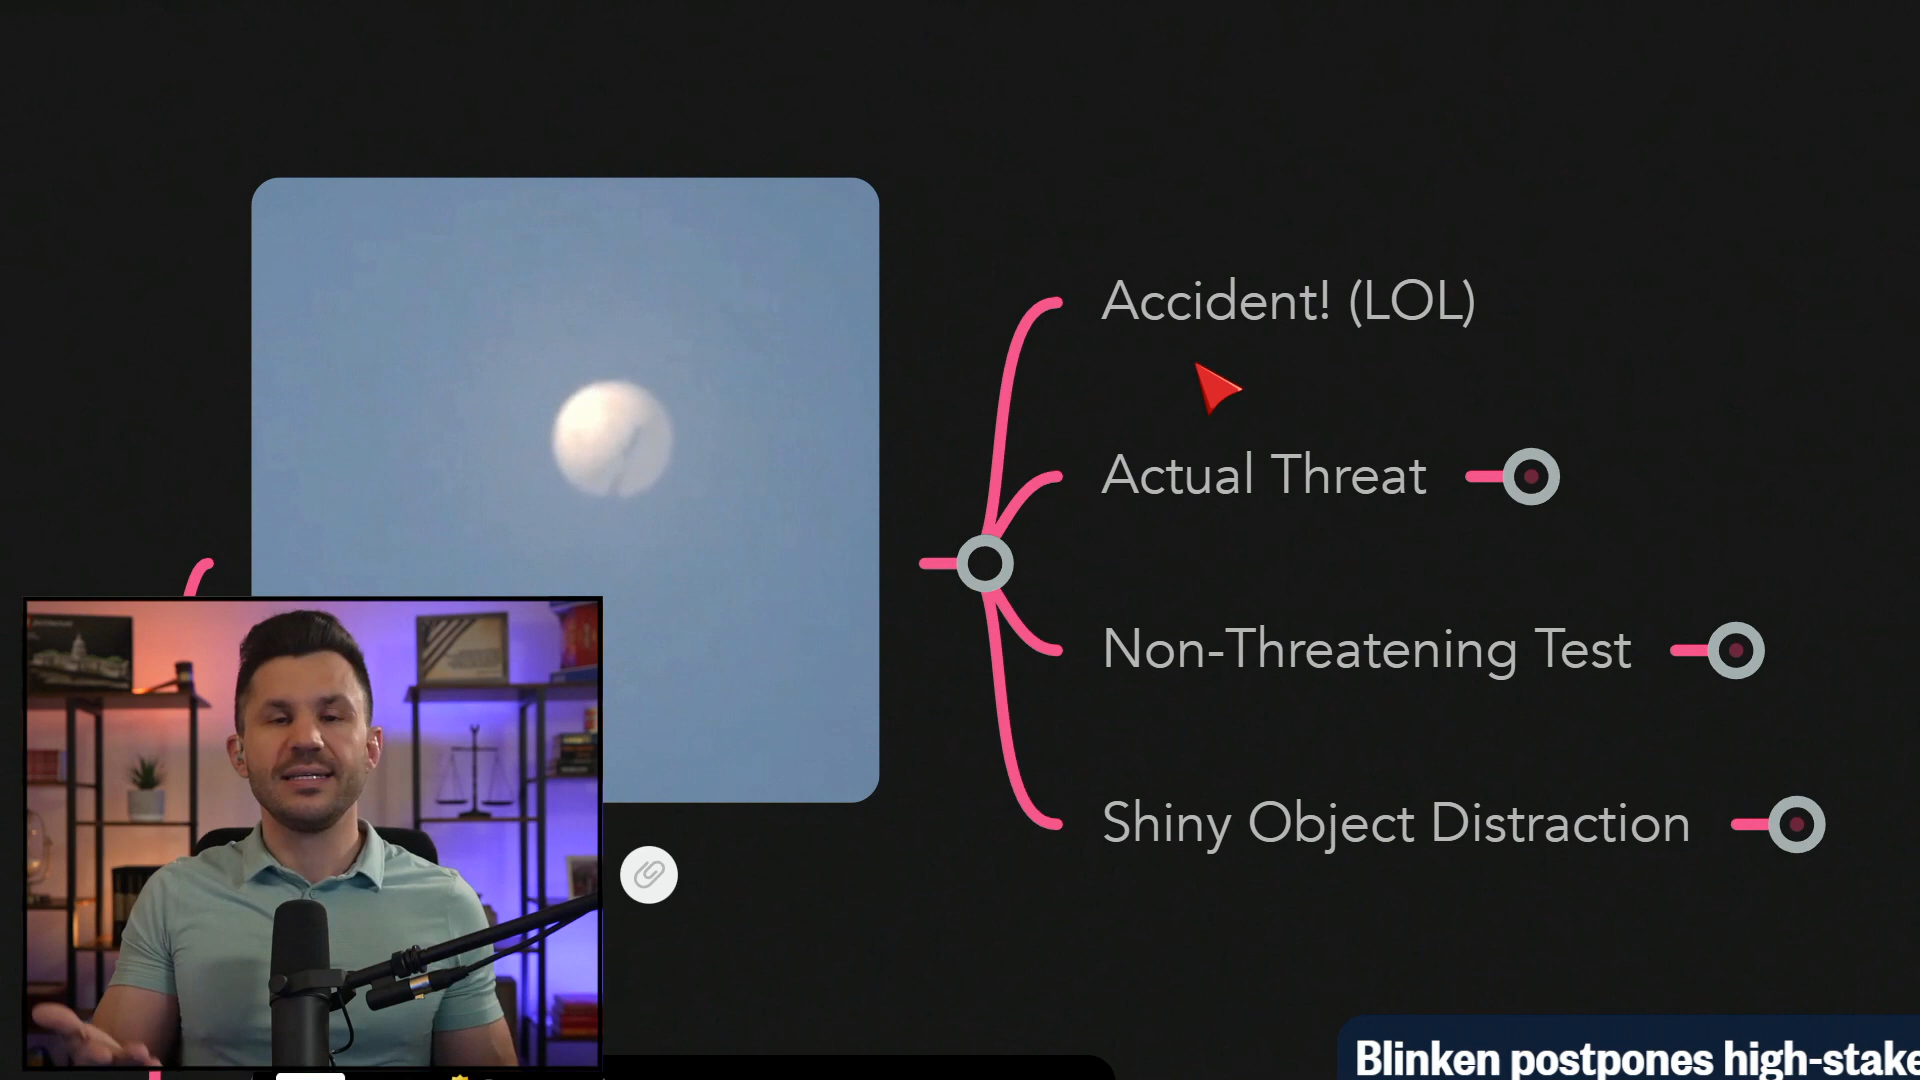 Accident! (LOL)
Actual Threat
Non-Threatening Test
Shiny Object Distraction
Blinken postpones high-stake